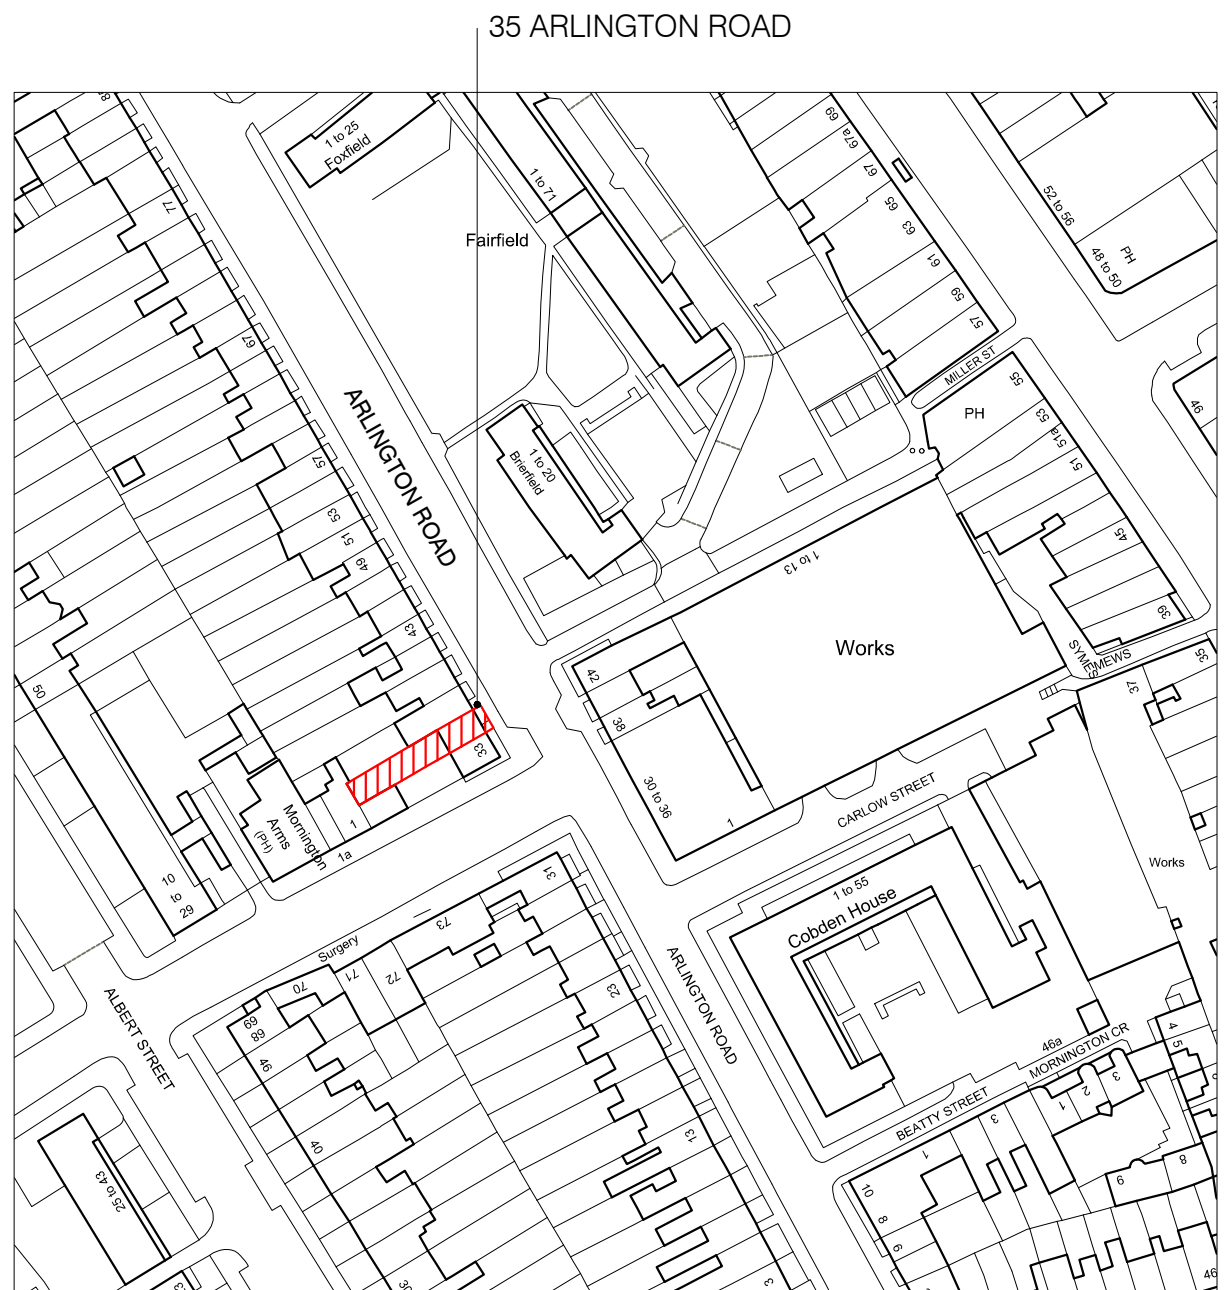 35 ARLINGTON ROAD
1 to 25
Foxfield
1 to 71
Fairfield
69
67a
67
65
63
61
59
57
52 to 56
48 to 50
PH
77
67
57
53
51
49
43
ARLINGTON ROAD
1 to 20
Brierfield
MILLER ST
PH
55
53
51a
51
45
39
46
1 to 13
Works
SYMES
MEWS
35
37
42
38
30 to 36
1
33
50
Mornington
Arms
(PH)
1
1a
10
to
29
CARLOW STREET
Works
1 to 55
Cobden House
31
73
Surgery
72
71
70
69
68
46
40
23
13
3
ARLINGTON ROAD
ALBERT STREET
25 to 43
46a
MORNINGTON CR
BEATTY STREET
4
5
3
2
1
3
1
10
8
6
8
9
46